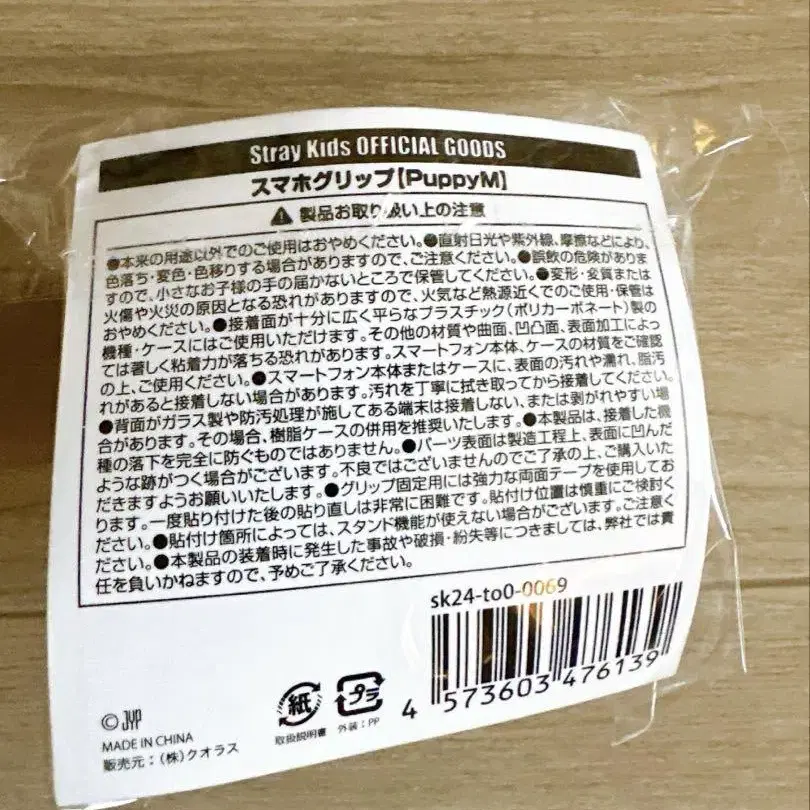 Stray Kids OFFICIAL GOODS
スマホグリップ【PuppyM】
製品お取り扱い上の注意
●本来の用途以外でのご使用はおやめください。●直射日光や紫外線、摩擦などにより、
色落ち・変色・色移りする場合がありますので、ご注意ください。●誤飲の危険がありま
すので、小さなお子様の手の届かないところで保管してください。●変形・変質または
火傷や火災の原因となる恐れがありますので、火気など熱源近くでのご使用・保管は
おやめください。●接着面が十分に広く平らなプラスチック（ポリカーボネート）製の
機種・ケースにはご使用いただけます。その他の材質や曲面、凹凸面、表面加工によっ
ては著しく粘着力が落ちる恐れがあります。スマートフォン本体、ケースの材質をご確認
の上、ご使用ください。●スマートフォン本体またはケースに、表面の汚れや濡れ、脂汚
れがあると接着しない場合があります。汚れを丁寧に拭き取ってから接着してください。
●背面がガラス製や防汚処理が施してある端末は接着しない、または剥がれやすい場
合があります。その場合、樹脂ケースの併用を推奨いたします。●本製品は、接着した機
種の落下を完全に防ぐものではありません。●パーツ表面は製造工程上、表面に凹んだ
ような跡がつく場合がございます。不良ではございませんのでご了承の上、ご購入いた
だきますようお願いいたします。●グリップ固定用には強力な両面テープを使用してお
ります。一度貼り付けた後の貼り直しは非常に困難です。貼付け位置は慎重にご検討く
ださい。●貼付け箇所によっては、スタンド機能が使えない場合がございます。ご注意く
ださい。●本製品の装着時に発生した事故や破損・紛失等につきましては、弊社では責
任を負いかねますので、予めご了承ください。
sk24-to0-0069
4 573603 476139
紙
取扱説明書
プラ
外装：PP
© JYP
MADE IN CHINA
販売元：（株）クオラス